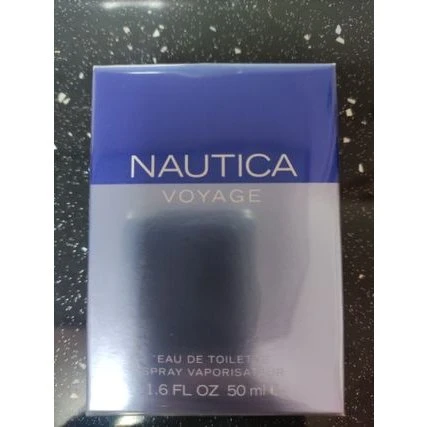 NAUTICA
VOYAGE
EAU DE TOILETTE
SPRAY VAPORISATEUR
1.6 FL OZ 50 ml e